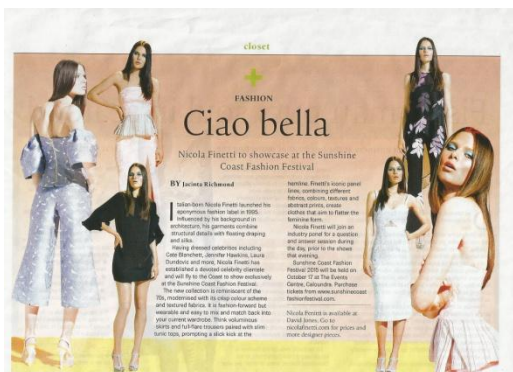 closet
FASHION
Ciao bella
Nicola Finetti to showcase at the Sunshine
Coast Fashion Festival
BY Jacinta Richmond
Italian-born Nicola Finetti launched his
eponymous fashion label in 1995.
Influenced by his background in
architecture, his garments combine
structural details with flowing draping
and silks.
Having dressed celebrities including
Cate Blanchett, Jennifer Hawkins, Laura
Dundovic and more, Nicola Finetti has
established a devoted celebrity clientele
and will fly to the Coast to show exclusively
at the Sunshine Coast Fashion Festival.
The new collection is reminiscent of the
70s, modernised with its crisp colour scheme
and textured fabrics. It is fashion-forward but
wearable and easy to mix and match back into
your current wardrobe. Think voluminous
skirts and full-flare trousers paired with slim
tunic tops, prompting a slick kick at the
hemline. Finetti's iconic panel
lines, combining different
fabrics, colours, textures and
abstract prints, create
clothes that aim to flatter the
feminine form.
Nicola Finetti will join an
industry panel for a question
and answer session during
the day, prior to the shows
that evening.
Sunshine Coast Fashion
Festival 2015 will be held on
October 17 at The Events
Centre, Caloundra. Purchase
tickets from www.sunshinecoast
fashionfestival.com.
Nicola Finetti is available at
David Jones. Go to
nicolafinetti.com for prices and
more designer pieces.